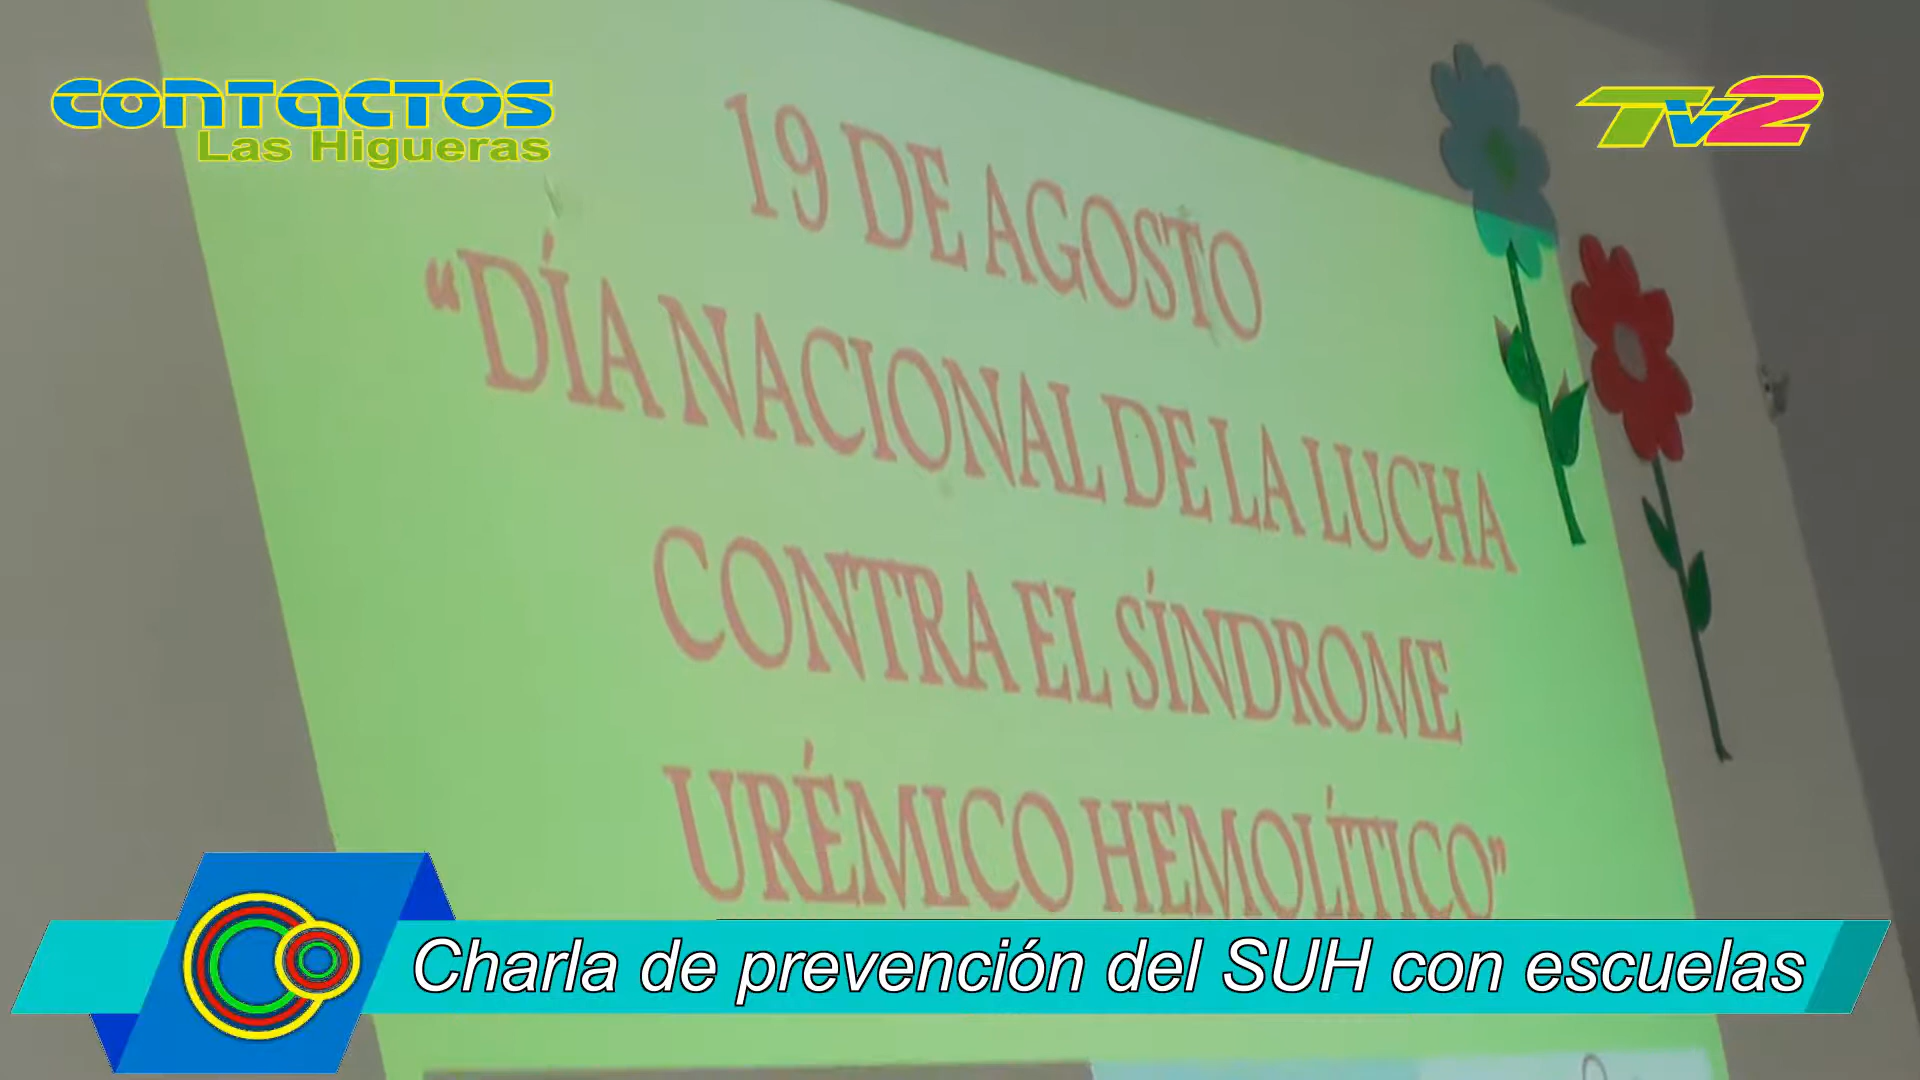 CONTACTOS
Las Higueras
TV2
19 DE AGOSTO
“DÍA NACIONAL DE LA LUCHA
CONTRA EL SÍNDROME
URÉMICO HEMOLÍTICO”
Charla de prevención del SUH con escuelas